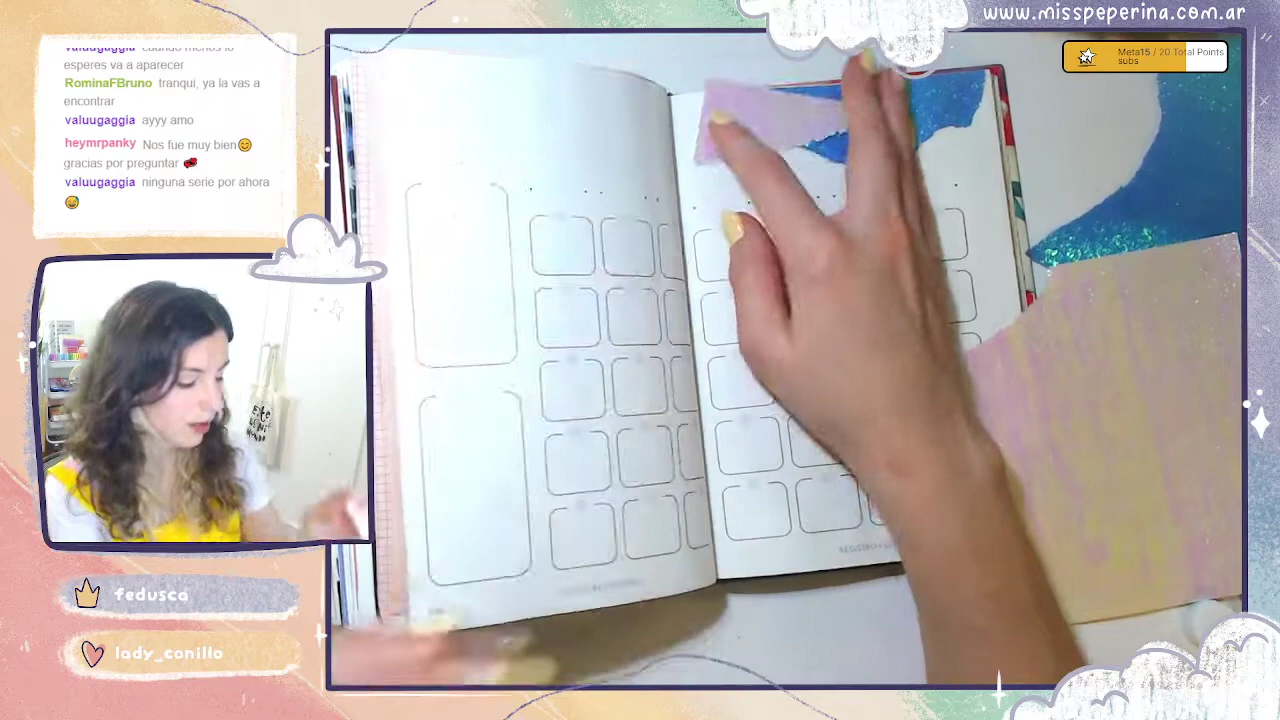 www.misspeperina.com.ar
Meta15 / 20 Total Points
subs
valuugaggia cuando menos lo
esperes va a aparecer
RominaFBruno tranqui, ya la vas a
encontrar
valuugaggia ayyy amo
heymrpanky Nos fue muy bien😊
gracias por preguntar
valuugaggia ninguna serie por ahora
😅
fedusca
lady_conillo